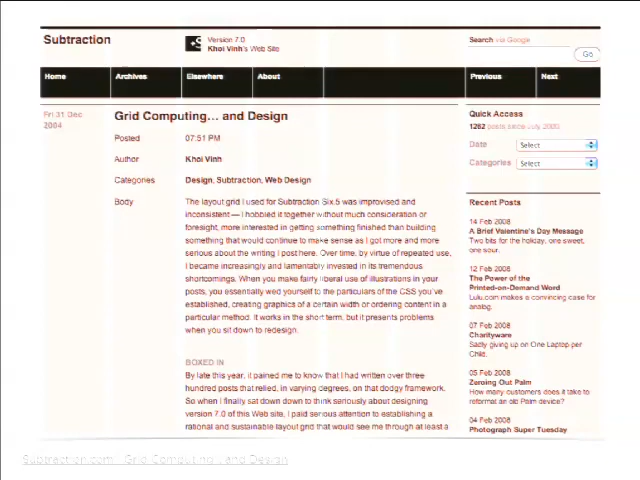 Subtraction
Version 7.0
Khoi Vinh's Web Site
Search via Google
Go
Home
Archives
Elsewhere
About
Previous
Next
Fri 31 Dec
2004
Grid Computing... and Design
Posted 07:51 PM
Author Khoi Vinh
Categories Design, Subtraction, Web Design
Body
The layout grid I used for Subtraction Six.5 was improvised and
inconsistent — I hobbled it together without much consideration or
foresight, more interested in getting something finished than building
something that would continue to make sense as I got more and more
serious about the writing I post here. Over time, by virtue of repeated use,
I became increasingly and lamentably invested in its tremendous
shortcomings. When you make fairly liberal use of illustrations in your
posts, you essentially wed yourself to the particulars of the CSS you've
established, creating graphics of a certain width or ordering content in a
particular method. It works in the short term, but it presents problems
when you sit down to redesign.
BOXED IN
By late this year, it pained me to know that I had written over three
hundred posts that relied, in varying degrees, on that dodgy framework.
So when I finally sat down down to think seriously about designing
version 7.0 of this Web site, I paid serious attention to establishing a
rational and sustainable layout grid that would see me through at least a
Quick Access
1262 posts since July 2000
Date Select
Categories Select
Recent Posts
14 Feb 2008
A Brief Valentine's Day Message
Two bits for the holiday, one sweet,
one sour.
12 Feb 2008
The Power of the
Printed-on-Demand Word
Lulu.com makes a convincing case for
analog.
07 Feb 2008
Charityware
Sadly giving up on One Laptop per
Child.
05 Feb 2008
Zeroing Out Palm
How many customers does it take to
reformat an old Palm device?
04 Feb 2008
Photograph Super Tuesday
Subtraction.com : Grid Computing... and Design